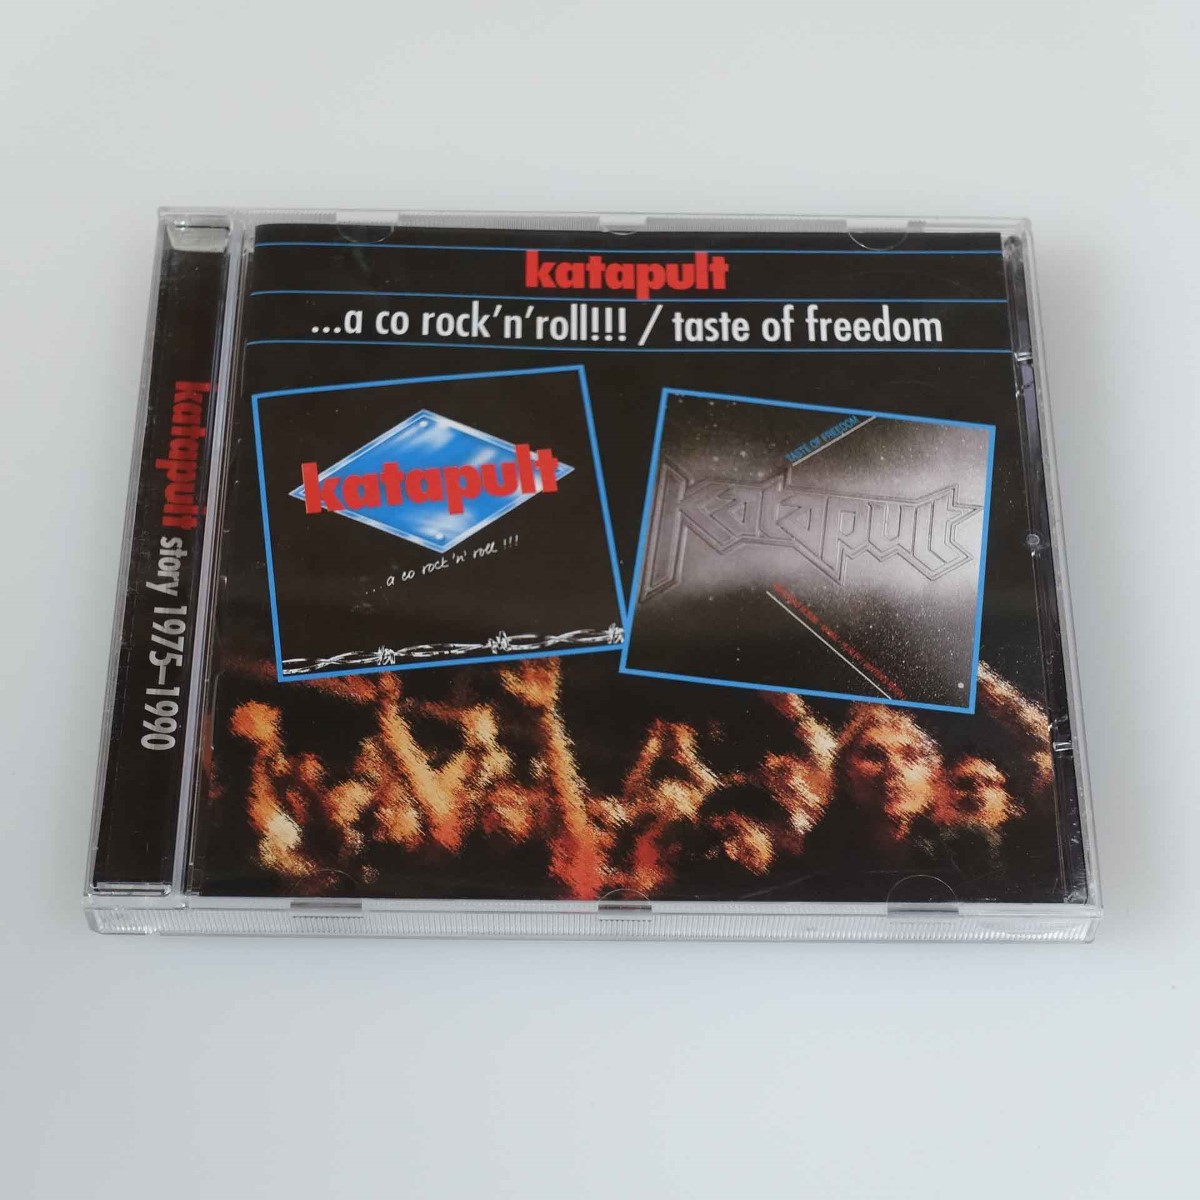 katapult
...a co rock'n'roll!!! / taste of freedom
katapult
...a co rock 'n' roll !!!
TASTE OF FREEDOM
Katapult
katapult story 1975–1990